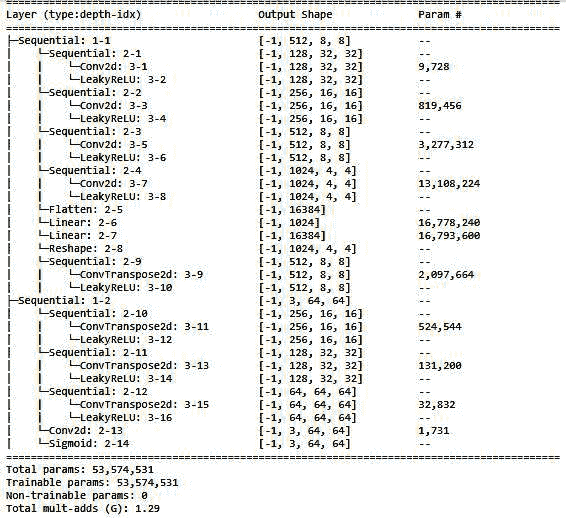 Layer (type:depth-idx) Output Shape Param #
├─Sequential: 1-1 [-1, 512, 8, 8] --
| └─Sequential: 2-1 [-1, 128, 32, 32] --
| | └─Conv2d: 3-1 [-1, 128, 32, 32] 9,728
| | └─LeakyReLU: 3-2 [-1, 128, 32, 32] --
| └─Sequential: 2-2 [-1, 256, 16, 16] --
| | └─Conv2d: 3-3 [-1, 256, 16, 16] 819,456
| | └─LeakyReLU: 3-4 [-1, 256, 16, 16] --
| └─Sequential: 2-3 [-1, 512, 8, 8] --
| | └─Conv2d: 3-5 [-1, 512, 8, 8] 3,277,312
| | └─LeakyReLU: 3-6 [-1, 512, 8, 8] --
| └─Sequential: 2-4 [-1, 1024, 4, 4] --
| | └─Conv2d: 3-7 [-1, 1024, 4, 4] 13,108,224
| | └─LeakyReLU: 3-8 [-1, 1024, 4, 4] --
| └─Flatten: 2-5 [-1, 16384] --
| └─Linear: 2-6 [-1, 1024] 16,778,240
| └─Linear: 2-7 [-1, 16384] 16,793,600
| └─Reshape: 2-8 [-1, 1024, 4, 4] --
| └─Sequential: 2-9 [-1, 512, 8, 8] --
| | └─ConvTranspose2d: 3-9 [-1, 512, 8, 8] 2,097,664
| | └─LeakyReLU: 3-10 [-1, 512, 8, 8] --
├─Sequential: 1-2 [-1, 3, 64, 64] --
| └─Sequential: 2-10 [-1, 256, 16, 16] --
| | └─ConvTranspose2d: 3-11 [-1, 256, 16, 16] 524,544
| | └─LeakyReLU: 3-12 [-1, 256, 16, 16] --
| └─Sequential: 2-11 [-1, 128, 32, 32] --
| | └─ConvTranspose2d: 3-13 [-1, 128, 32, 32] 131,200
| | └─LeakyReLU: 3-14 [-1, 128, 32, 32] --
| └─Sequential: 2-12 [-1, 64, 64, 64] --
| | └─ConvTranspose2d: 3-15 [-1, 64, 64, 64] 32,832
| | └─LeakyReLU: 3-16 [-1, 64, 64, 64] --
| └─Conv2d: 2-13 [-1, 3, 64, 64] 1,731
| └─Sigmoid: 2-14 [-1, 3, 64, 64] --
Total params: 53,574,531
Trainable params: 53,574,531
Non-trainable params: 0
Total mult-adds (G): 1.29